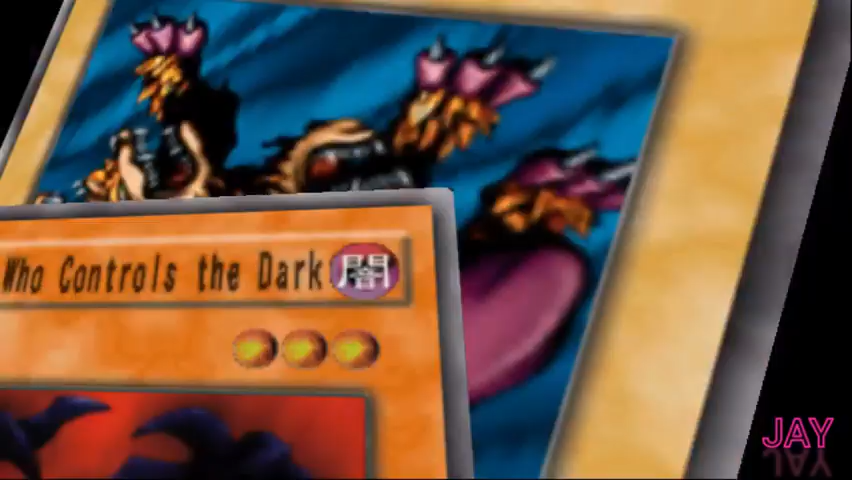 Who Controls the Dark 闇
JAY